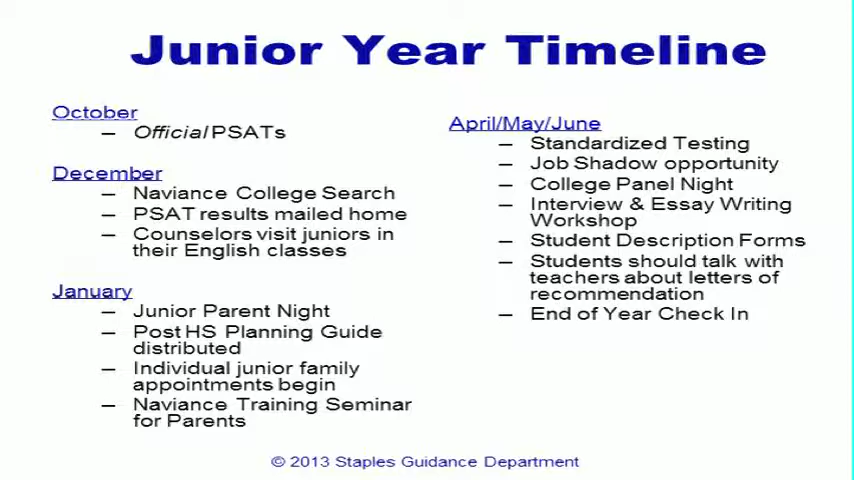 Junior Year Timeline
October
– Official PSATs
December
– Naviance College Search
– PSAT results mailed home
– Counselors visit juniors in
their English classes
January
– Junior Parent Night
– Post HS Planning Guide
distributed
– Individual junior family
appointments begin
– Naviance Training Seminar
for Parents
April/May/June
– Standardized Testing
– Job Shadow opportunity
– College Panel Night
– Interview & Essay Writing
Workshop
– Student Description Forms
– Students should talk with
teachers about letters of
recommendation
– End of Year Check In
© 2013 Staples Guidance Department